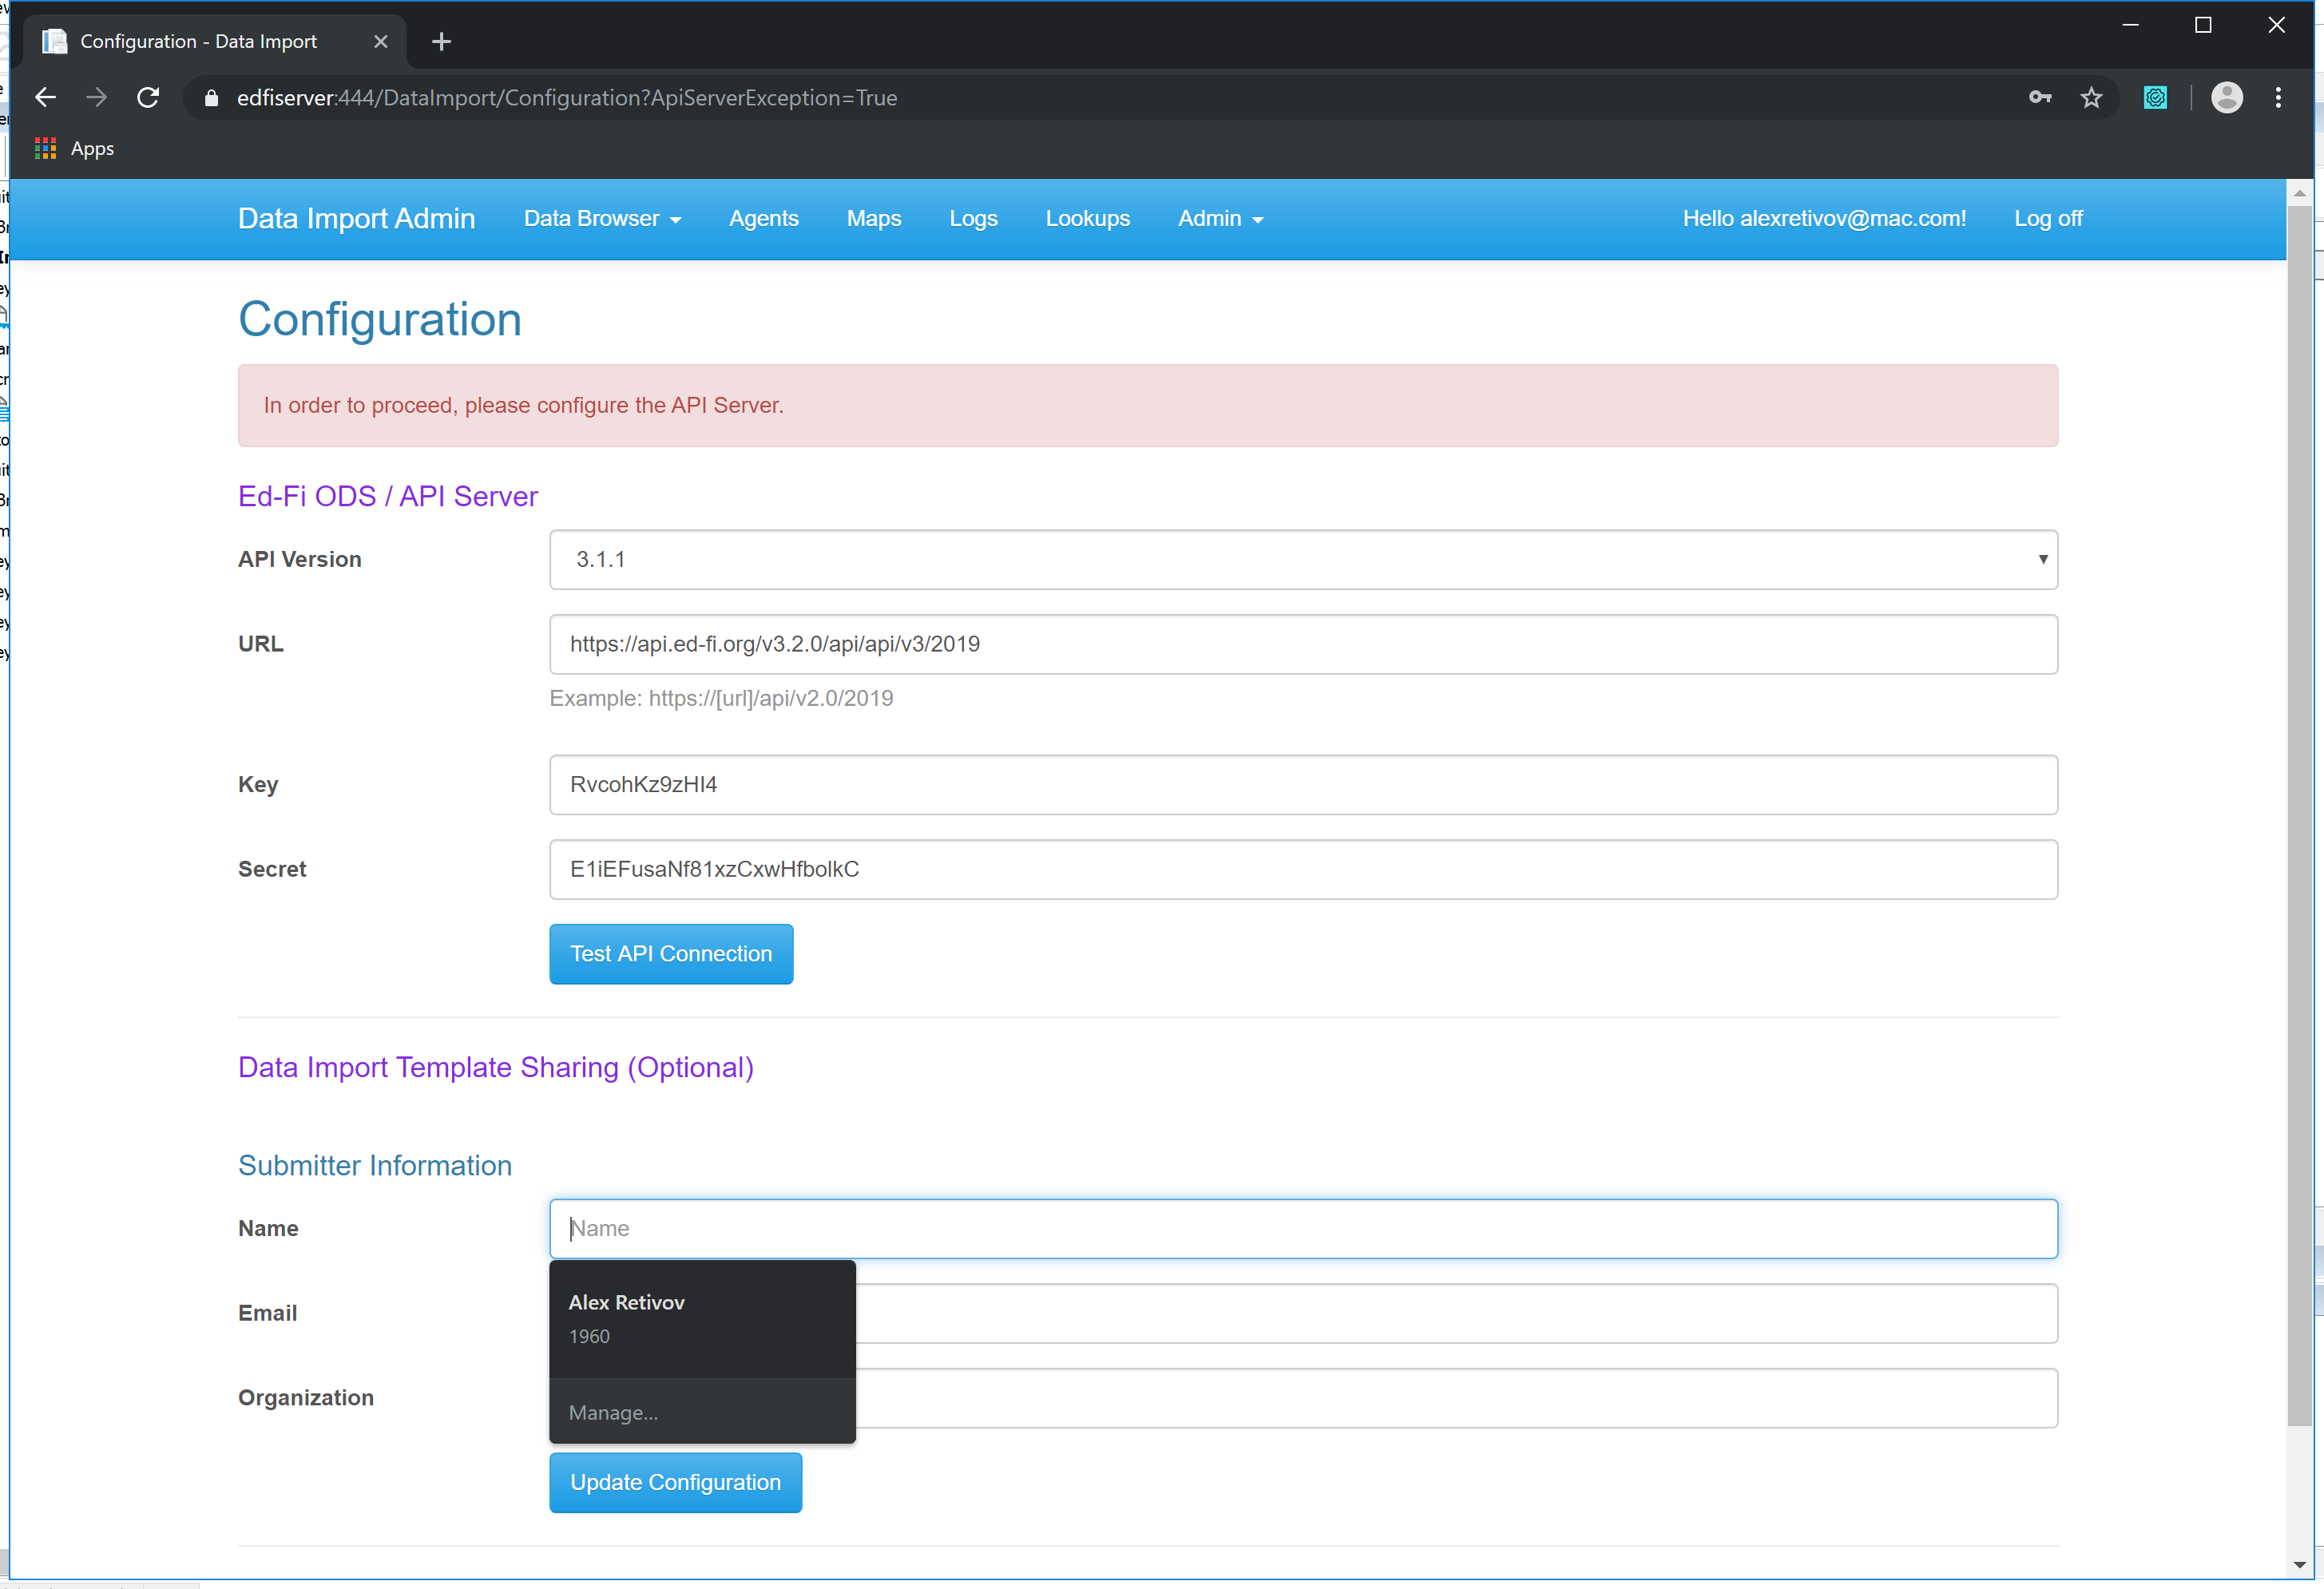 Configuration - Data Import
edfiserver:444/DataImport/Configuration?ApiServerException=True
Apps
Data Import Admin Data Browser Agents Maps Logs Lookups Admin Hello alexretivov@mac.com! Log off
Configuration
In order to proceed, please configure the API Server.
Ed-Fi ODS / API Server
API Version 3.1.1
URL https://api.ed-fi.org/v3.2.0/api/api/v3/2019
Example: https://[url]/api/v2.0/2019
Key RvcohKz9zHI4
Secret E1iEFusaNf81xzCxwHfbolkC
Test API Connection
Data Import Template Sharing (Optional)
Submitter Information
Name Name
Alex Retivov
Email
1960
Organization
Manage...
Update Configuration